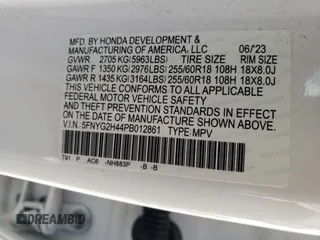 MFD. BY HONDA DEVELOPMENT &
MANUFACTURING OF AMERICA, LLC 06/23
GVWR 2705 KG(5963LBS) TIRE SIZE RIM SIZE
GAWR F 1350 KG(2976LBS) 255/60R18 108H 18X8.0J
GAWR R 1435 KG(3164LBS) 255/60R18 108H 18X8.0J
THIS VEHICLE CONFORMS TO ALL APPLICABLE
FEDERAL MOTOR VEHICLE SAFETY AND THEFT
PREVENTION STANDARDS IN EFFECT
ON THE DATE OF MANUFACTURE SHOWN ABOVE.
VIN: 5FNYG2H44PB012861 TYPE: MPV
T91 P AC6 -NH883P -B -B
DREAMBID